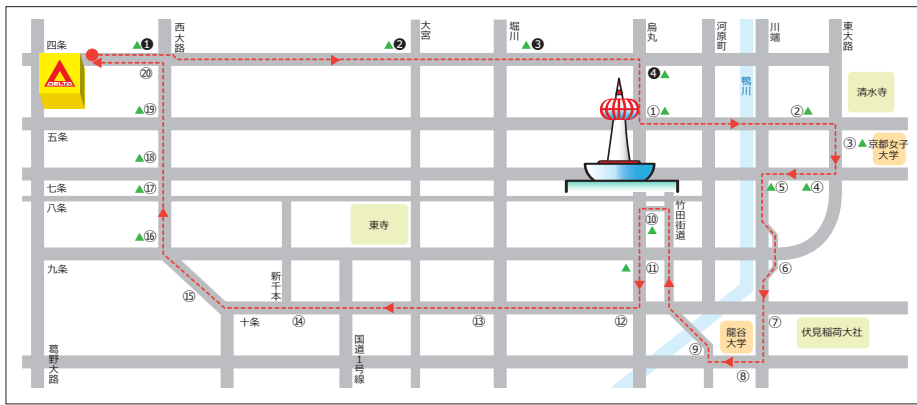 四条
西大路
大宮
堀川
烏丸
河原町
川端
東大路
❶
❷
❸
❹
DELTA
⑳
鴨川
清水寺
⑲
①
②
五条
③
京都女子
大学
⑱
七条
⑰
⑤
④
八条
竹田街道
東寺
⑩
⑯
九条
新千本
⑪
⑥
⑮
十条
⑭
⑬
⑫
⑦
龍谷
大学
伏見稲荷大社
葛野大路
国道1号線
⑨
⑧